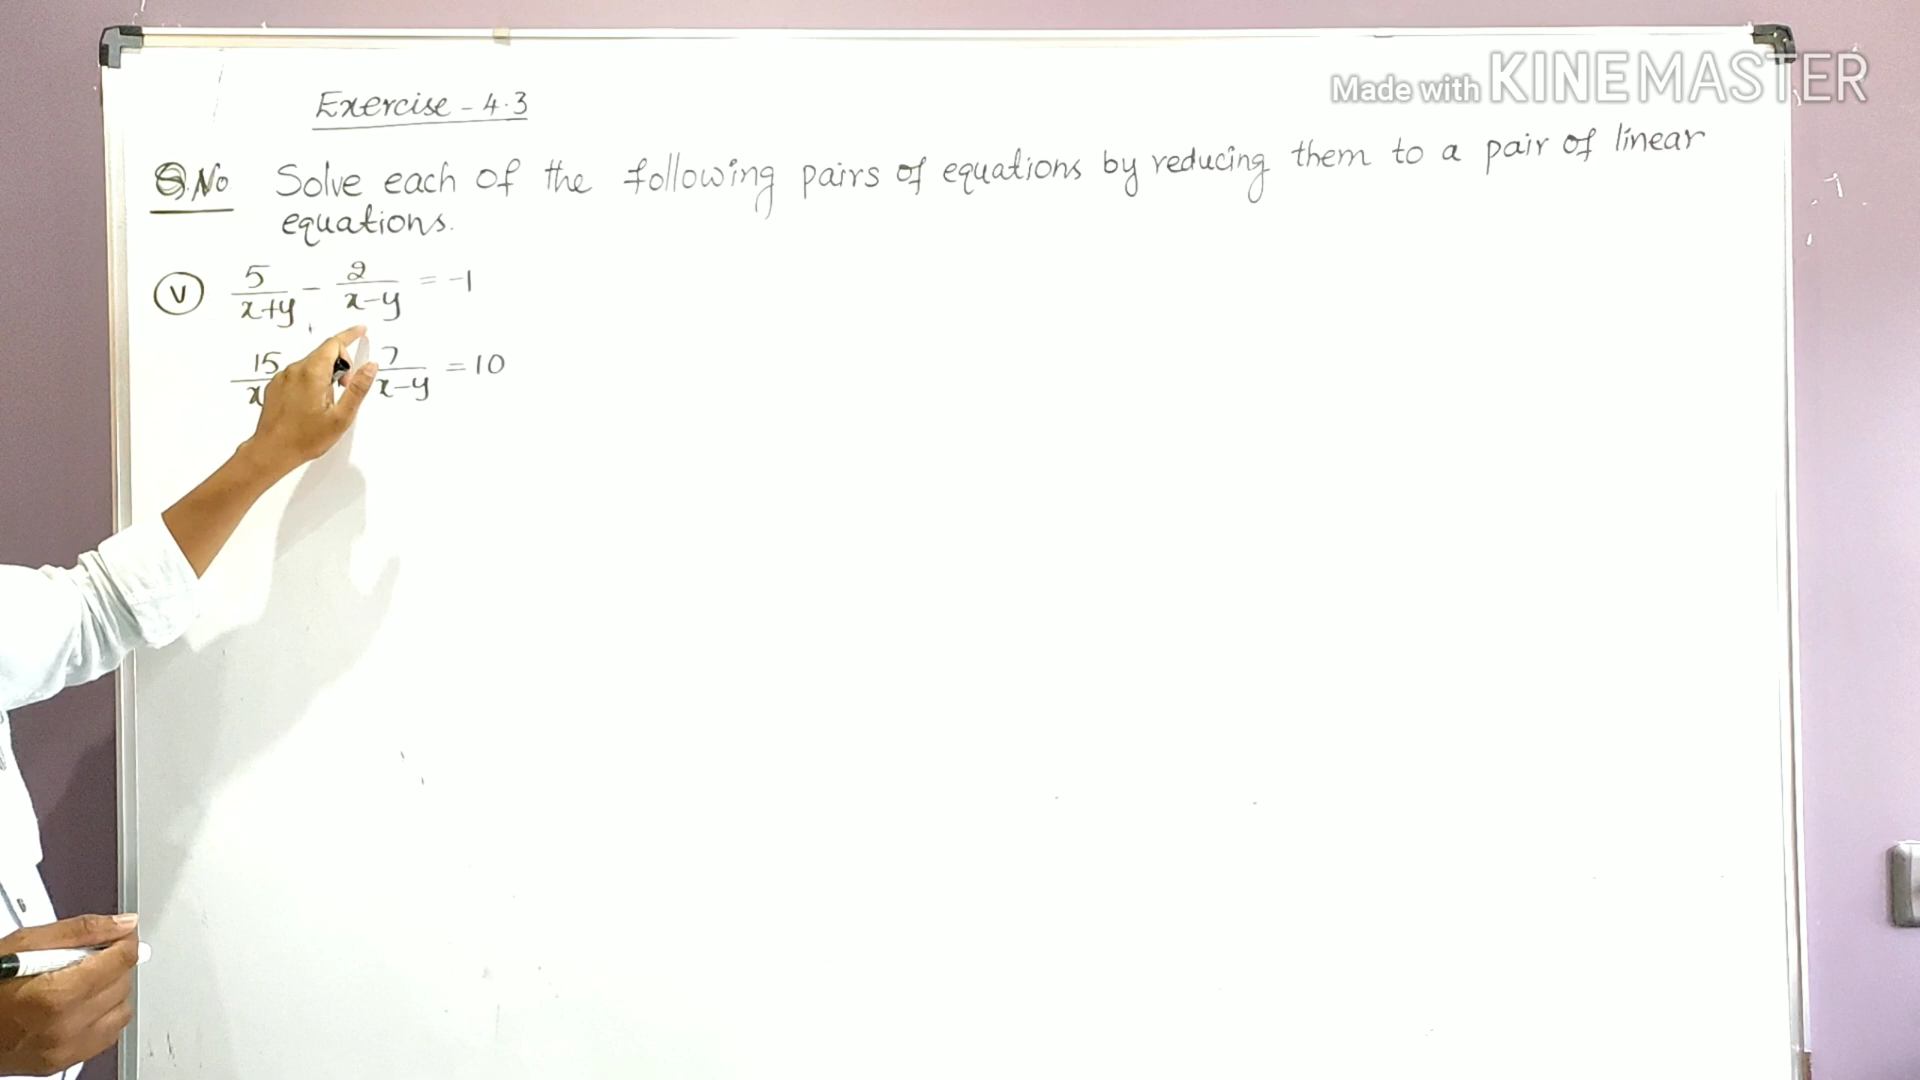 Made with KINEMASTER
Exercise - 4.3
Q.No Solve each of the following pairs of equations by reducing them to a pair of linear
equations.
(v) 5/(x+y) - 2/(x-y) = -1
15/x 7/(x-y) = 10